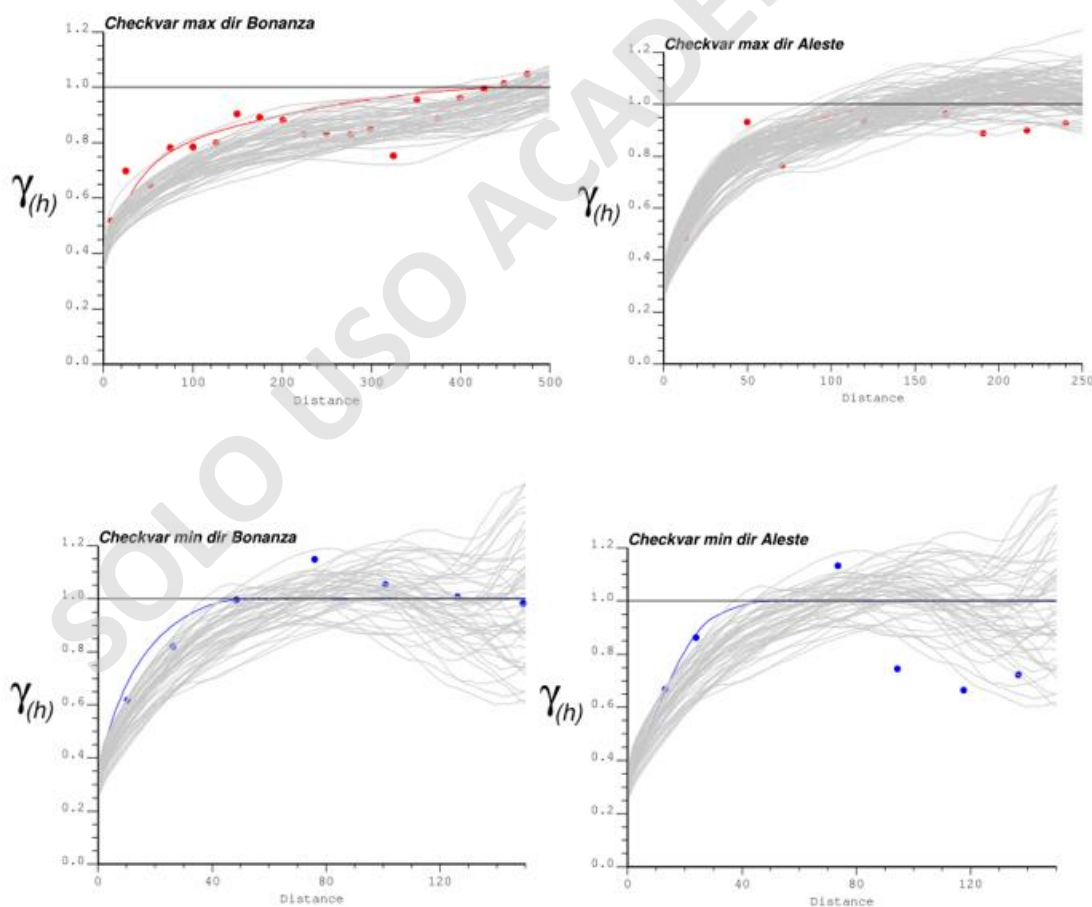 Checkvar max dir Bonanza
1.2
1.0
0.8
0.6
0.4
0.2
0.0
γ(h)
0 100 200 300 400 500
Distance
Checkvar max dir Aleste
1.2
1.0
0.8
0.6
0.4
0.2
0.0
γ(h)
0 50 100 150 200 250
Distance
SOLO USO ACADE
Checkvar min dir Bonanza
1.2
1.0
0.8
0.6
0.4
0.2
0.0
γ(h)
0 40 80 120
Distance
Checkvar min dir Aleste
1.2
1.0
0.8
0.6
0.4
0.2
0.0
γ(h)
0 40 80 120
Distance